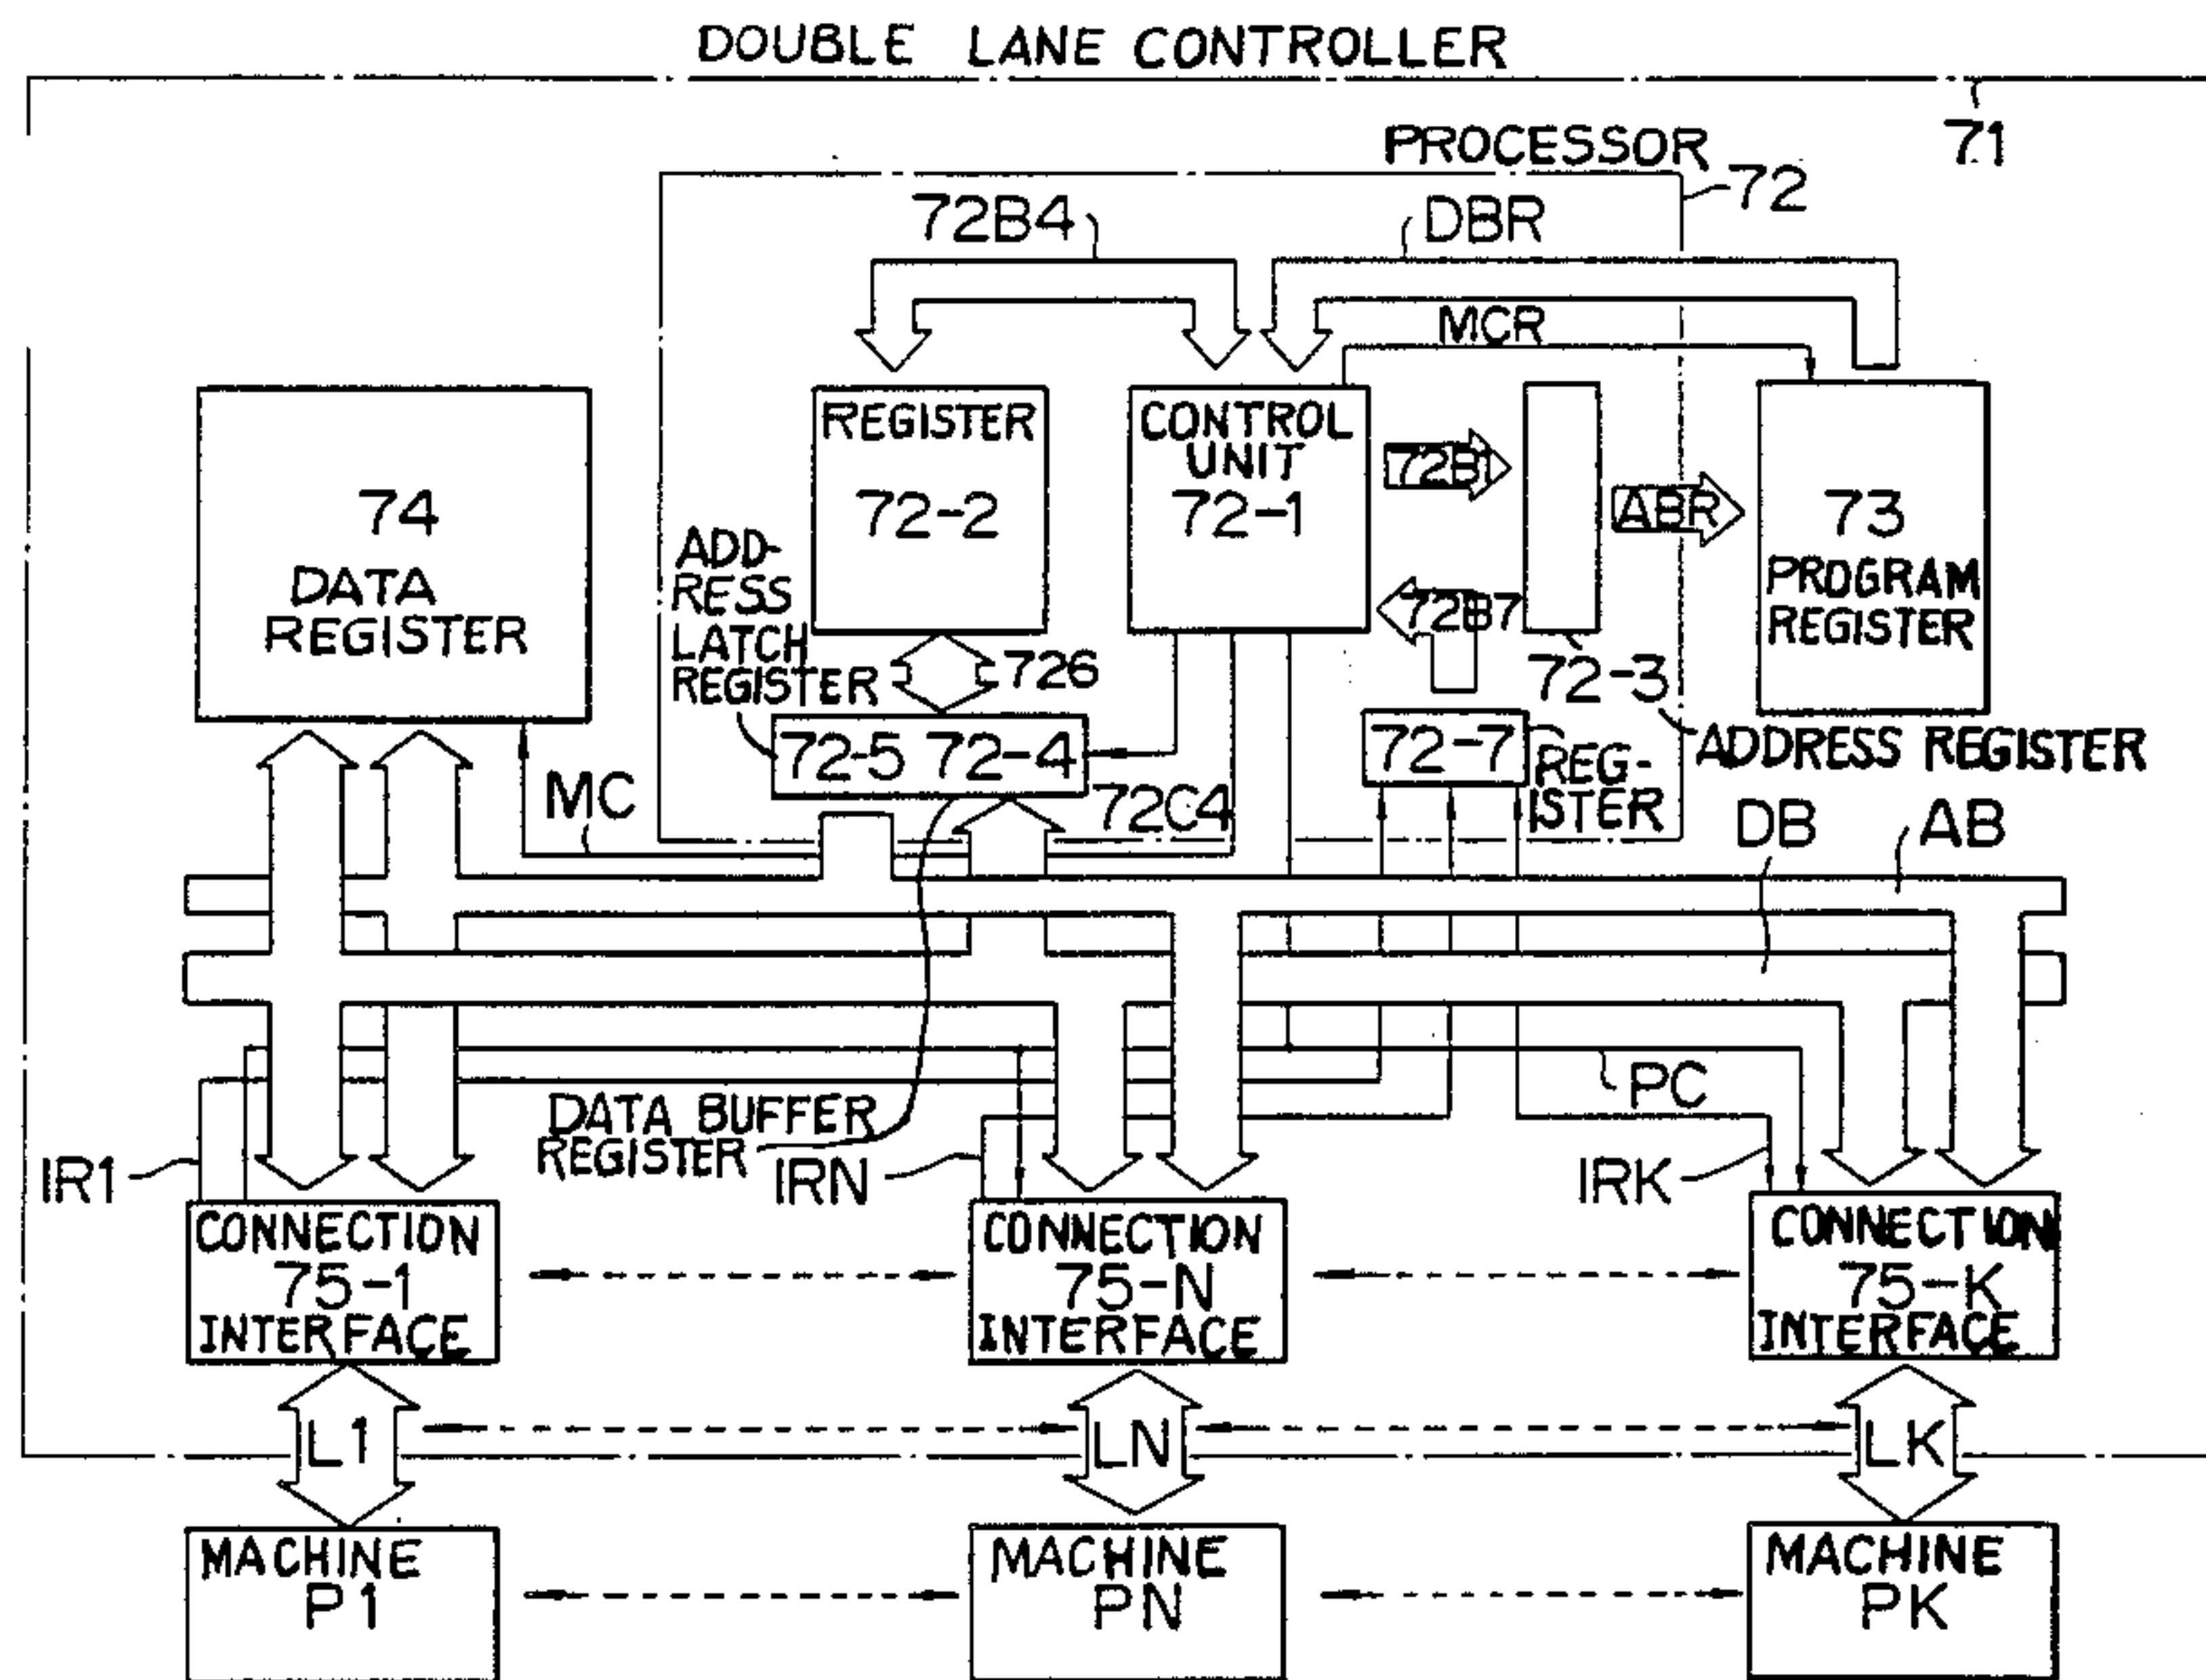 DOUBLE LANE CONTROLLER
71
PROCESSOR
72
72B4
DBR
MCR
REGISTER
72-2
CONTROL
UNIT
72-1
72B1
ABR
73
PROGRAM
REGISTER
74
DATA
REGISTER
ADD-
RESS
LATCH
REGISTER
726
72B7
72-3
ADDRESS REGISTER
72-5 72-4
72-7
REG-
ISTER
72C4
MC
DB
AB
PC
DATA BUFFER
REGISTER
IR1
IRN
IRK
CONNECTION
75-1
INTERFACE
CONNECTION
75-N
INTERFACE
CONNECTION
75-K
INTERFACE
L1
LN
LK
MACHINE
P1
MACHINE
PN
MACHINE
PK